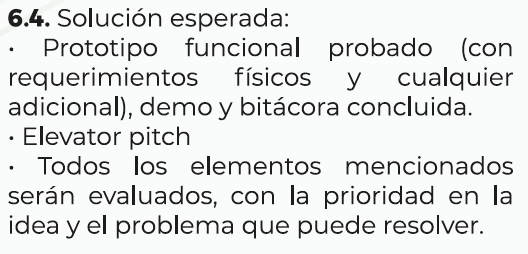 6.4. Solución esperada:
· Prototipo funcional probado (con
requerimientos físicos y cualquier
adicional), demo y bitácora concluida.
· Elevator pitch
· Todos los elementos mencionados
serán evaluados, con la prioridad en la
idea y el problema que puede resolver.